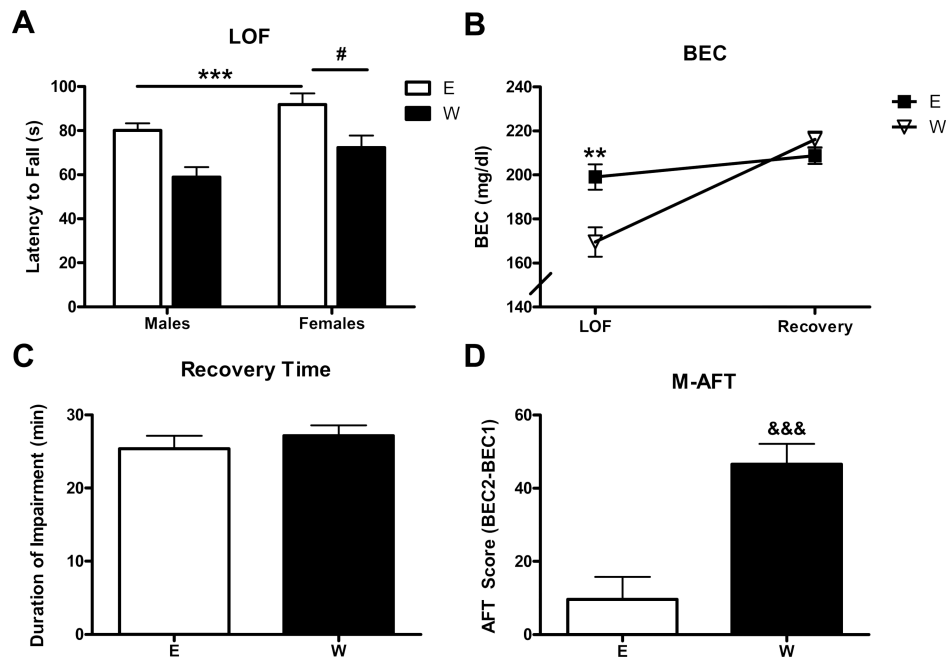 A
LOF
Latency to Fall (s)
100
80
60
40
20
0
***
#
E
W
Males
Females
B
BEC
BEC (mg/dl)
240
220
200
180
160
140
**
E
W
LOF
Recovery
C
Recovery Time
Duration of Impairment (min)
30
20
10
0
E
W
D
M-AFT
AFT Score (BEC2-BEC1)
60
40
20
0
&&&
E
W